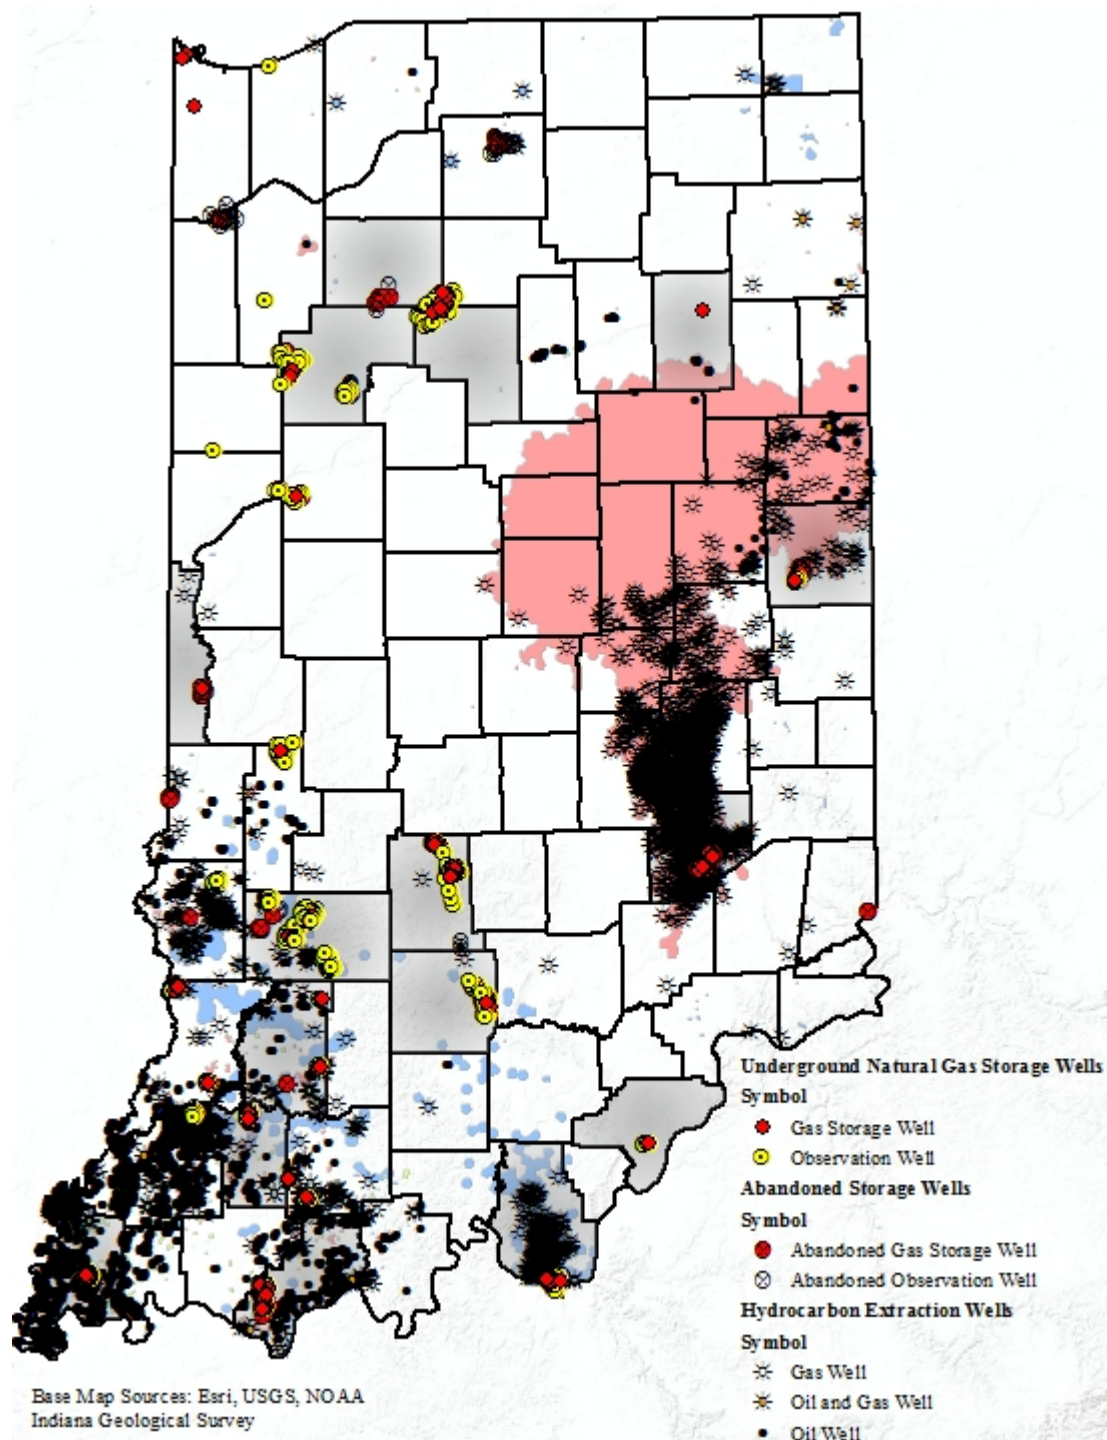 Underground Natural Gas Storage Wells
Symbol
Gas Storage Well
Observation Well
Abandoned Storage Wells
Symbol
Abandoned Gas Storage Well
Abandoned Observation Well
Hydrocarbon Extraction Wells
Symbol
Gas Well
Oil and Gas Well
Oil Well
Base Map Sources: Esri, USGS, NOAA
Indiana Geological Survey